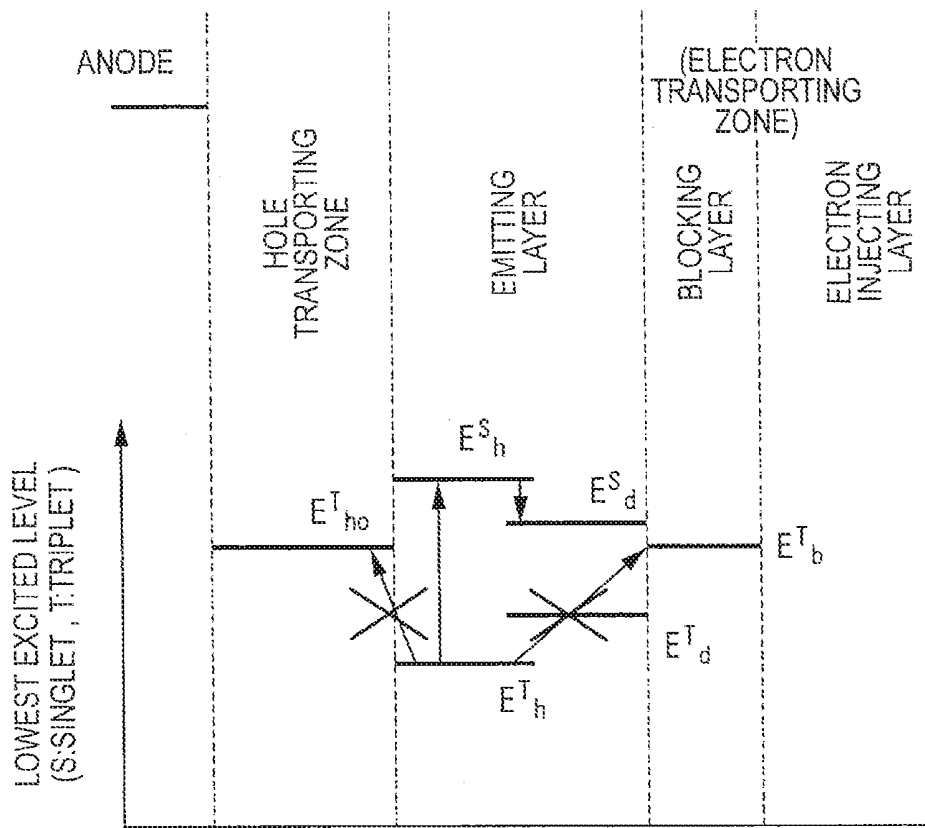 ANODE
(ELECTRON
TRANSPORTING
ZONE)
HOLE
TRANSPORTING
ZONE
EMITTING
LAYER
BLOCKING
LAYER
ELECTRON
INJECTING
LAYER
LOWEST EXCITED LEVEL
(S:SINGLET , T:TRIPLET )
E^S_h
E^S_d
E^T_ho
E^T_b
E^T_d
E^T_h